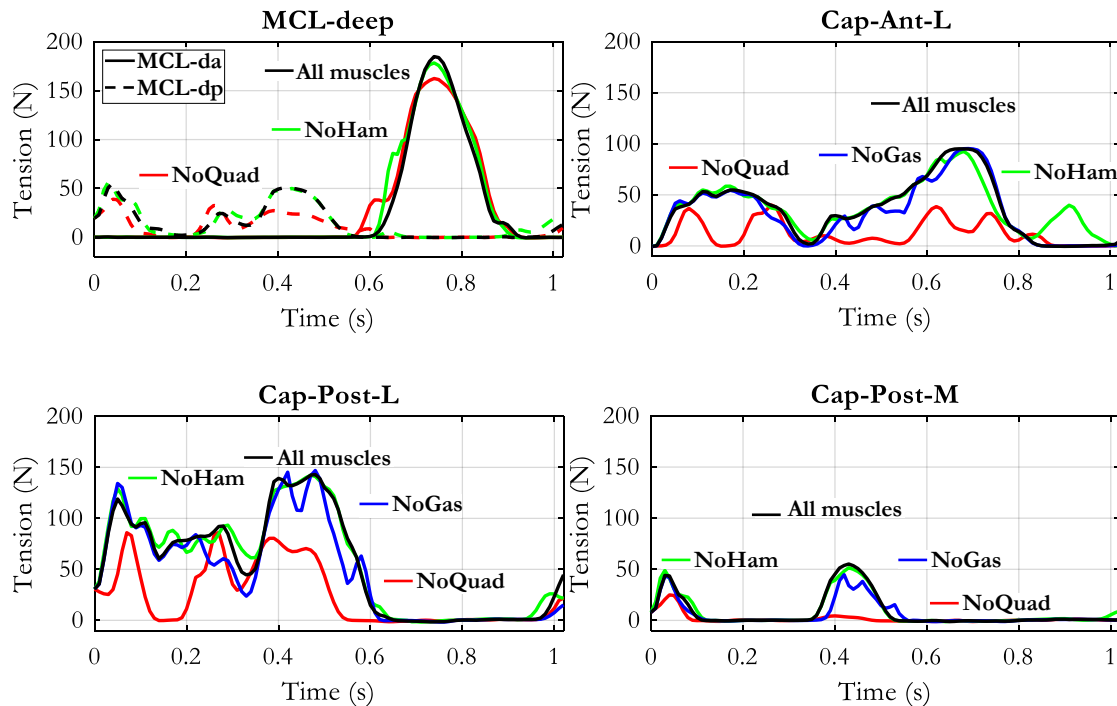 MCL-deep
200
150
100
50
0
Tension (N)
MCL-da
MCL-dp
All muscles
NoHam
NoQuad
0 0.2 0.4 0.6 0.8 1
Time (s)
Cap-Ant-L
200
150
100
50
0
Tension (N)
All muscles
NoQuad
NoGas
NoHam
0 0.2 0.4 0.6 0.8 1
Time (s)
Cap-Post-L
200
150
100
50
0
Tension (N)
All muscles
NoHam
NoGas
NoQuad
0 0.2 0.4 0.6 0.8 1
Time (s)
Cap-Post-M
200
150
100
50
0
Tension (N)
All muscles
NoHam
NoGas
NoQuad
0 0.2 0.4 0.6 0.8 1
Time (s)